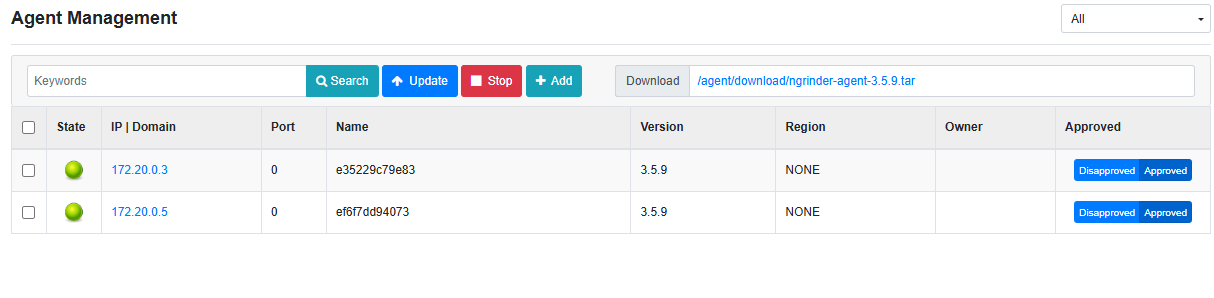 Agent Management
All
Keywords Search Update Stop Add Download /agent/download/ngrinder-agent-3.5.9.tar
State IP | Domain Port Name Version Region Owner Approved
172.20.0.3 0 e35229c79e83 3.5.9 NONE Disapproved Approved
172.20.0.5 0 ef6f7dd94073 3.5.9 NONE Disapproved Approved